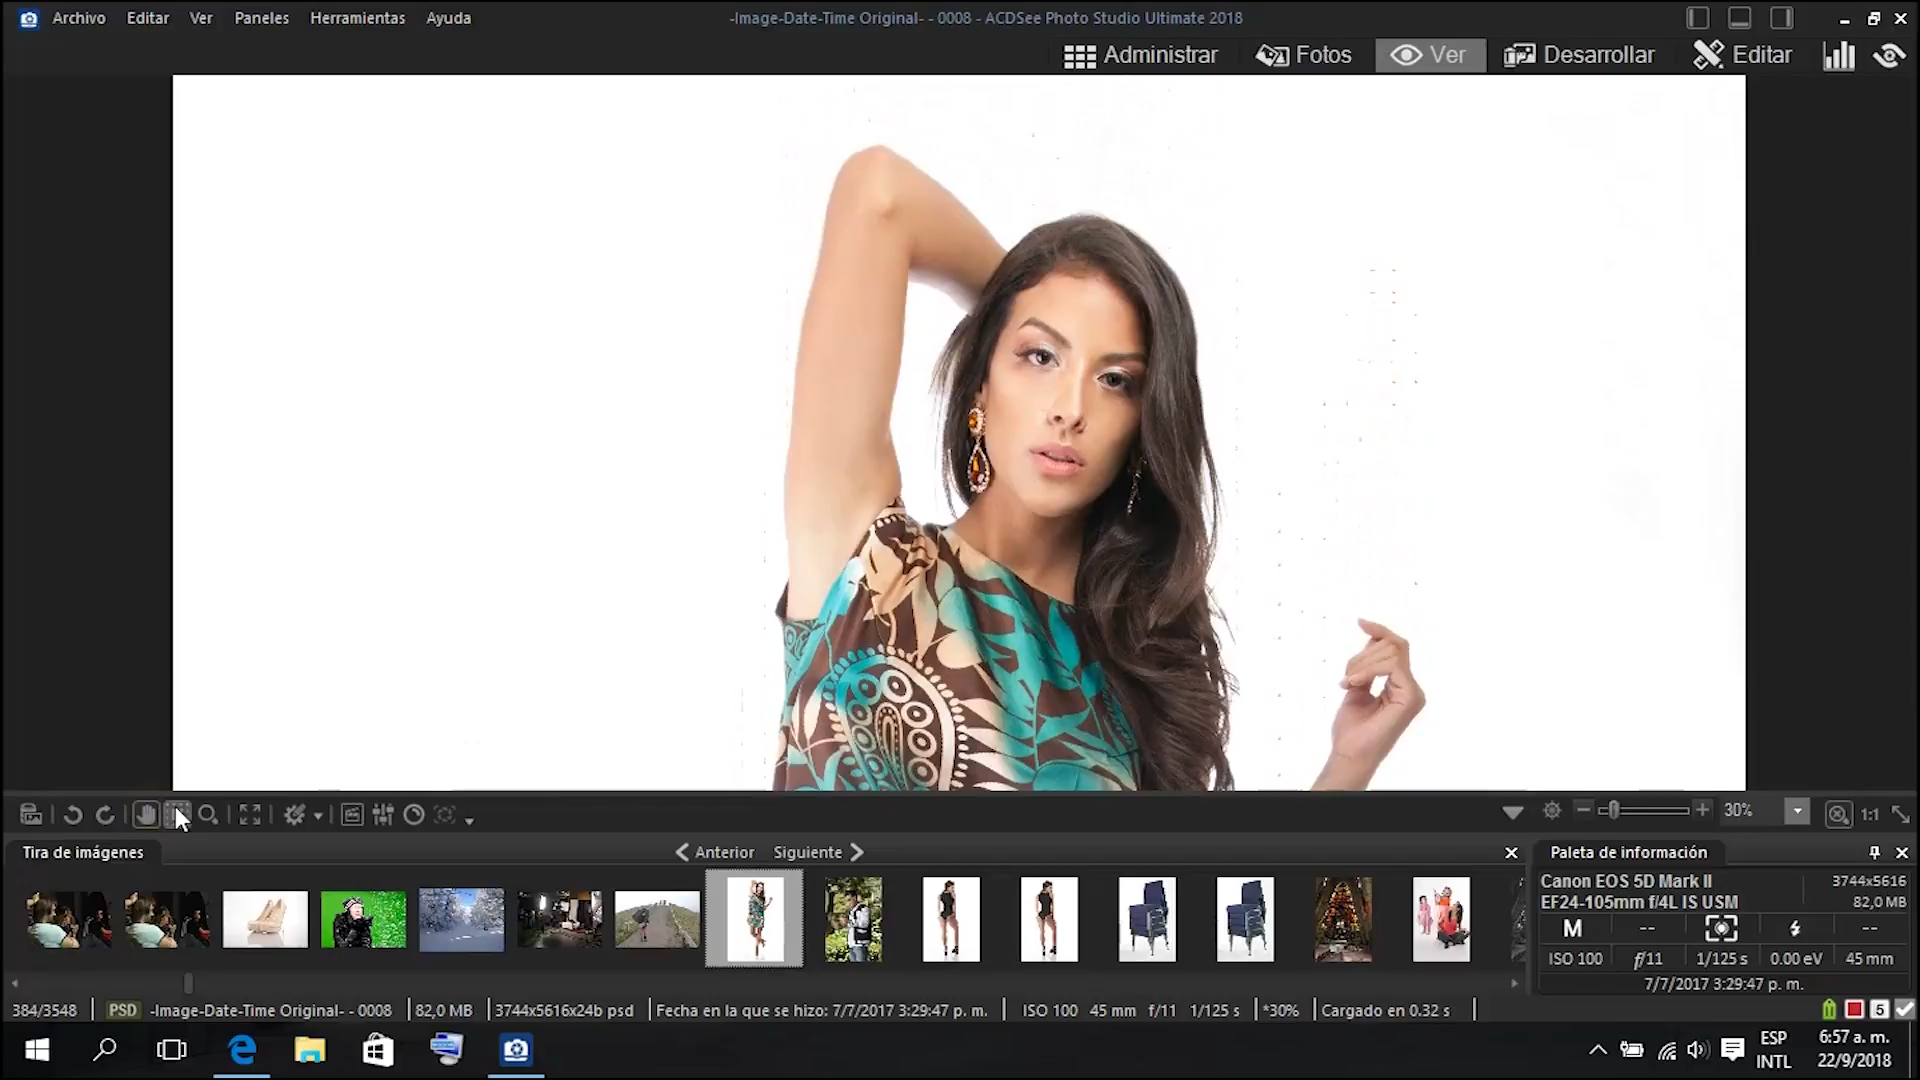 Archivo Editar Ver Paneles Herramientas Ayuda
-Image-Date-Time Original- - 0008 - ACDSee Photo Studio Ultimate 2018
Administrar Fotos Ver Desarrollar Editar
30% 1:1
Tira de imágenes Anterior Siguiente Paleta de información
Canon EOS 5D Mark II 3744x5616
EF24-105mm f/4L IS USM 82,0 MB
M -- --
ISO 100 f/11 1/125 s 0.00 eV 45 mm
7/7/2017 3:29:47 p. m.
384/3548 PSD -Image-Date-Time Original- - 0008 82,0 MB 3744x5616x24b psd Fecha en la que se hizo: 7/7/2017 3:29:47 p. m. ISO 100 45 mm f/11 1/125 s *30% Cargado en 0.32 s 5
ESP 6:57 a. m.
INTL 22/9/2018